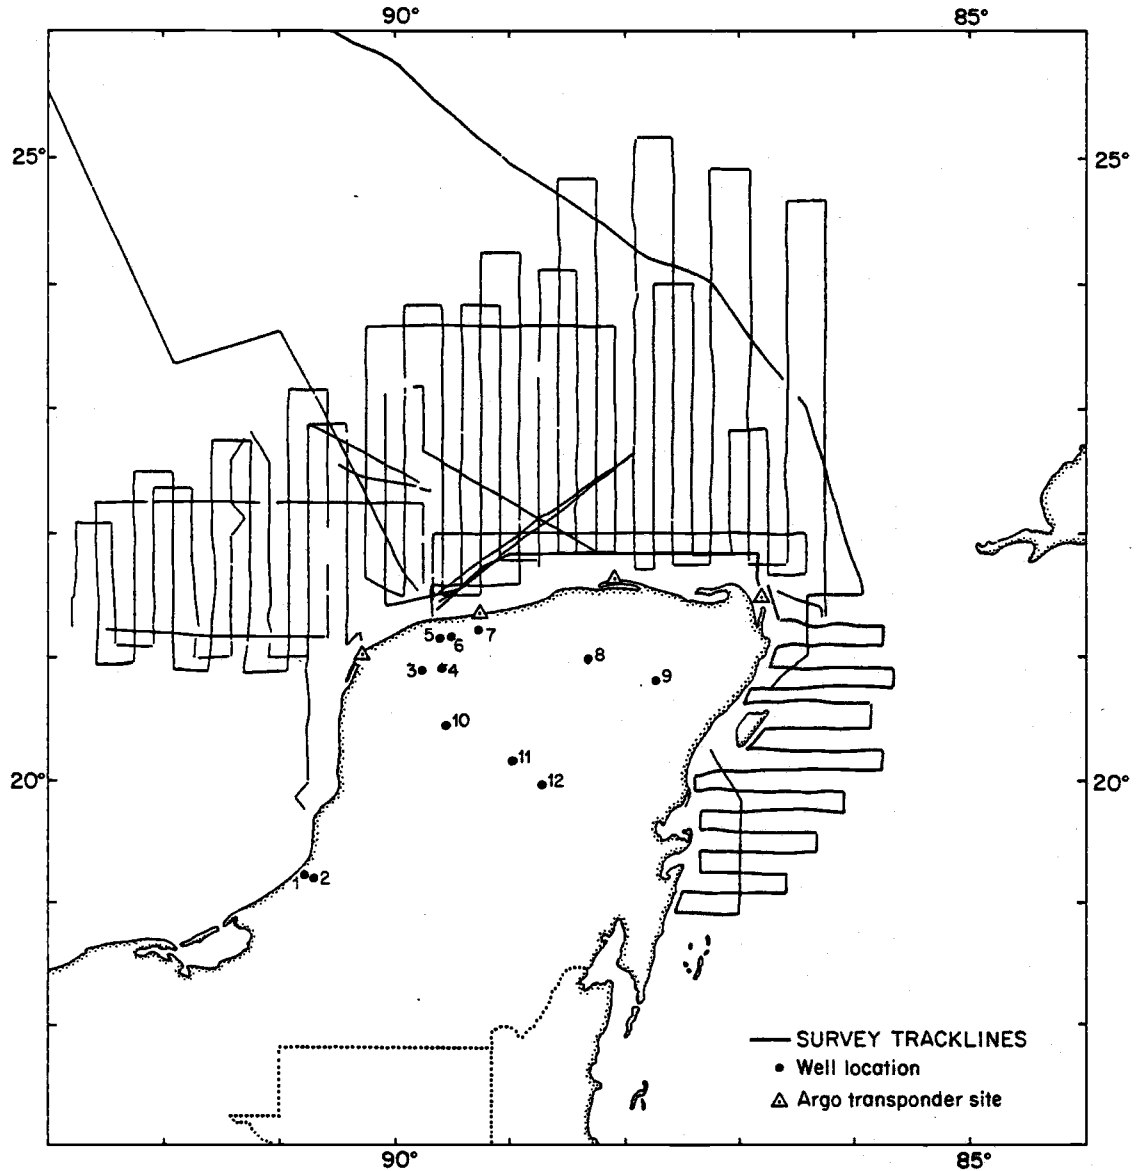 90° 85°
25° 25°
5 6 7
3 4 8
9
10
11
12
20° 20°
1 2
SURVEY TRACKLINES
Well location
Argo transponder site
90° 85°